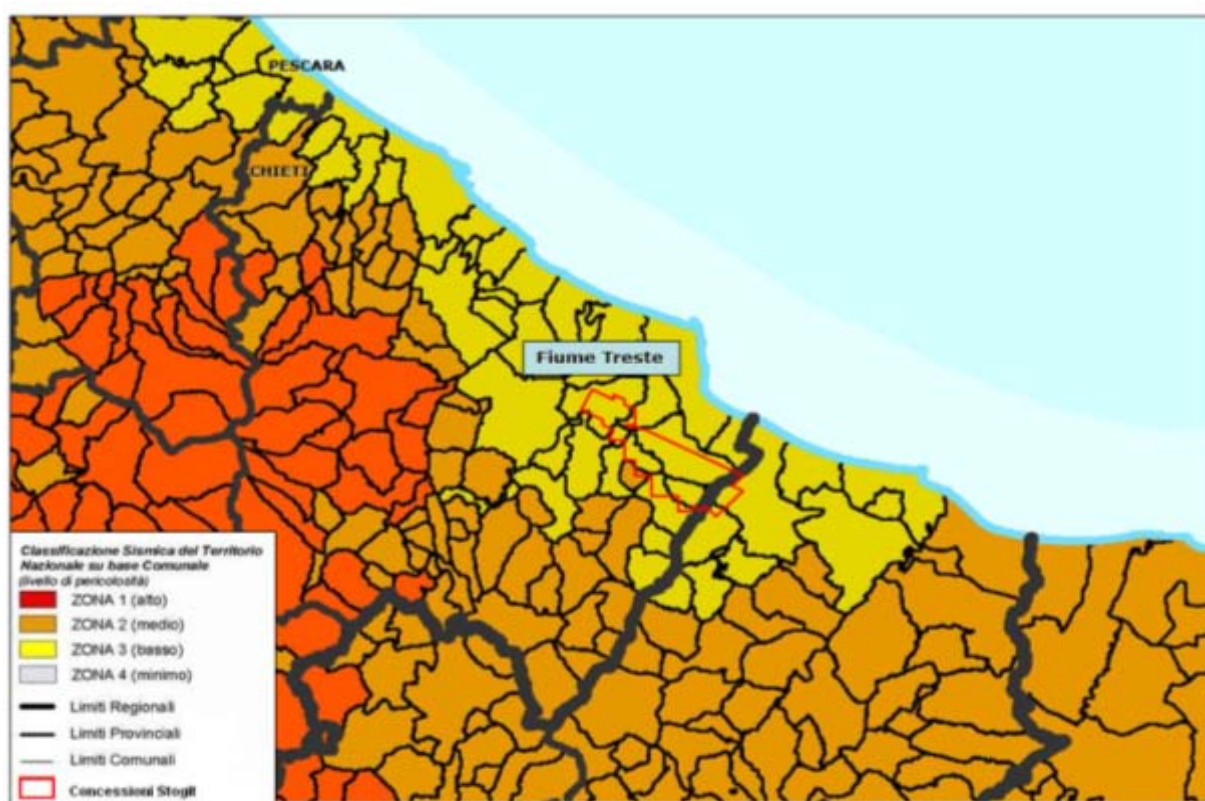 PESCARA
CHIETI
Fiume Treste
Classificazione Sismica del Territorio
Nazionale su base Comunale
(livello di pericolosità)
ZONA 1 (alto)
ZONA 2 (medio)
ZONA 3 (basso)
ZONA 4 (minimo)
Limiti Regionali
Limiti Provinciali
Limiti Comunali
Concessioni Stogit